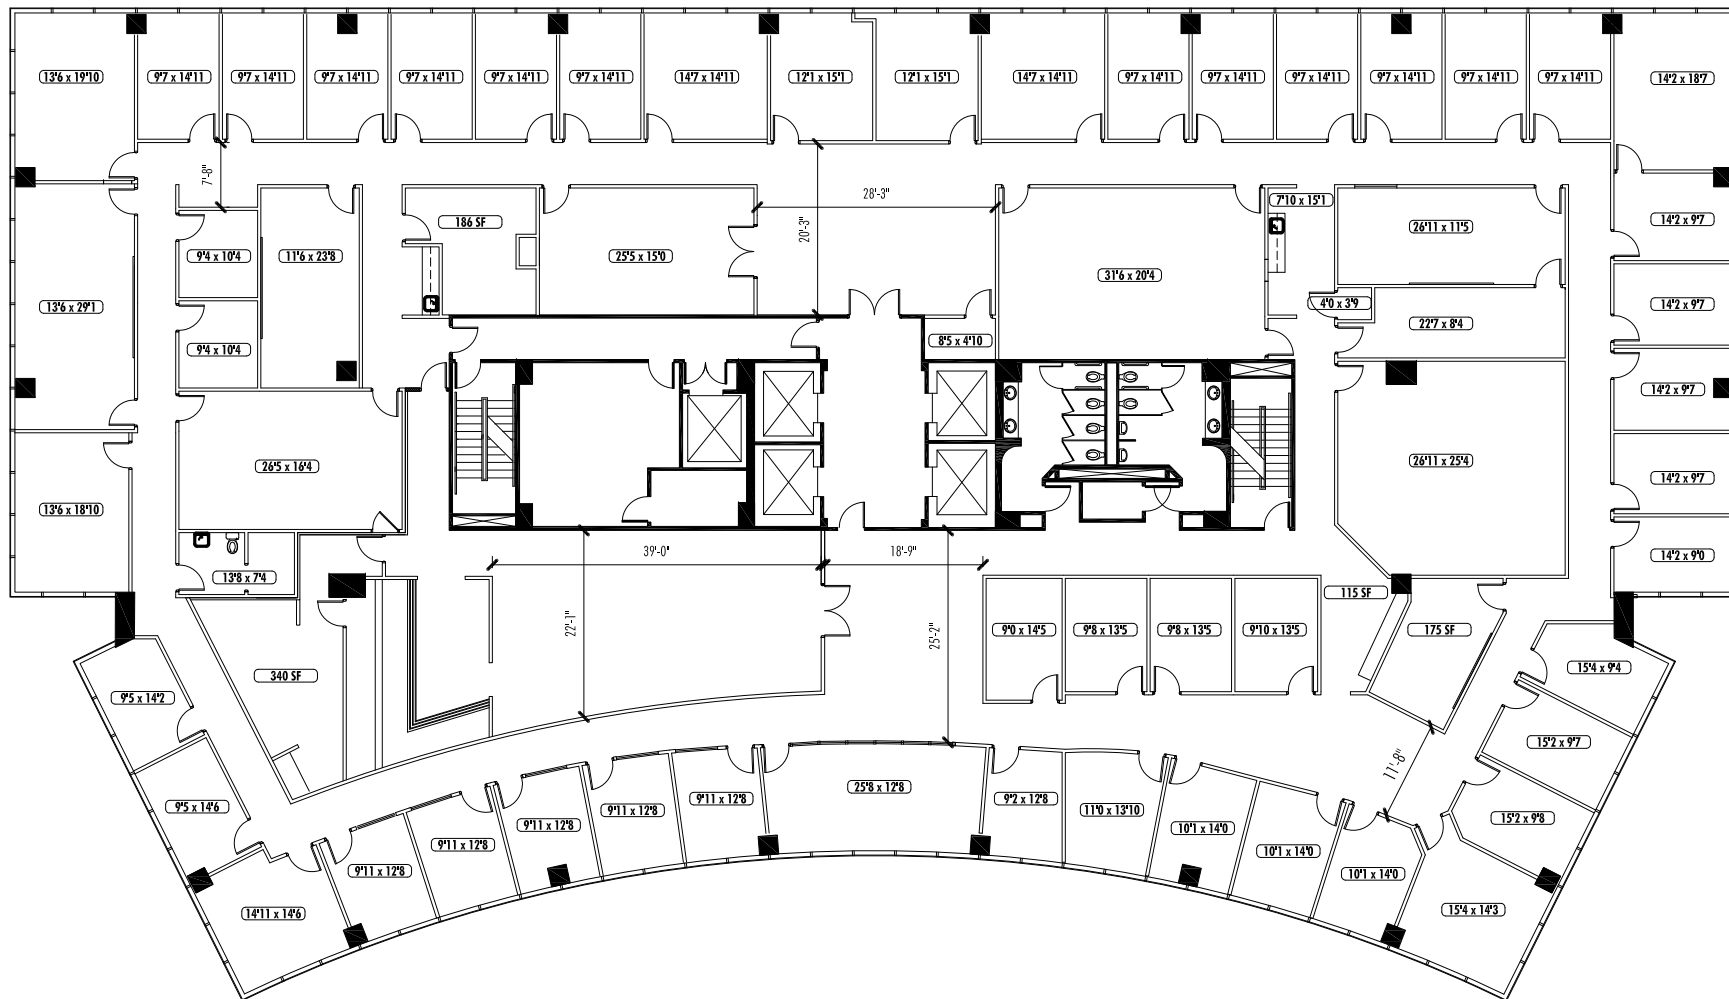 13'6 x 19'10
9'7 x 14'11
9'7 x 14'11
9'7 x 14'11
9'7 x 14'11
9'7 x 14'11
9'7 x 14'11
14'7 x 14'11
12'1 x 15'1
12'1 x 15'1
14'7 x 14'11
9'7 x 14'11
9'7 x 14'11
9'7 x 14'11
9'7 x 14'11
9'7 x 14'11
9'7 x 14'11
14'2 x 18'7
7'-8"
28'-3"
20'-3"
186 SF
7'10 x 15'1
14'2 x 9'7
26'11 x 11'5
9'4 x 10'4
11'6 x 23'8
25'5 x 15'0
31'6 x 20'4
13'6 x 29'1
4'0 x 3'9
14'2 x 9'7
22'7 x 8'4
8'5 x 4'10
9'4 x 10'4
14'2 x 9'7
26'5 x 16'4
26'11 x 25'4
14'2 x 9'7
13'6 x 18'10
39'-0"
18'-9"
14'2 x 9'0
13'8 x 7'4
115 SF
22'-1"
25'-2"
9'0 x 14'5
9'8 x 13'5
9'8 x 13'5
9'10 x 13'5
175 SF
340 SF
15'4 x 9'4
9'5 x 14'2
15'2 x 9'7
11'-8"
9'5 x 14'6
25'8 x 12'8
9'11 x 12'8
9'2 x 12'8
9'11 x 12'8
11'0 x 13'10
9'11 x 12'8
15'2 x 9'8
10'1 x 14'0
9'11 x 12'8
10'1 x 14'0
9'11 x 12'8
10'1 x 14'0
14'11 x 14'6
15'4 x 14'3